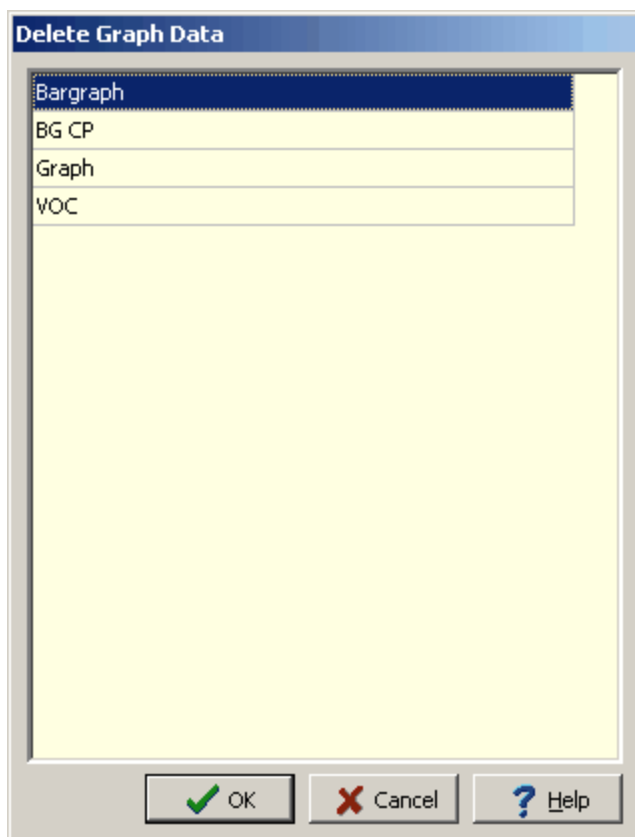 Delete Graph Data
Bargraph
BG CP
Graph
VOC
OK Cancel Help